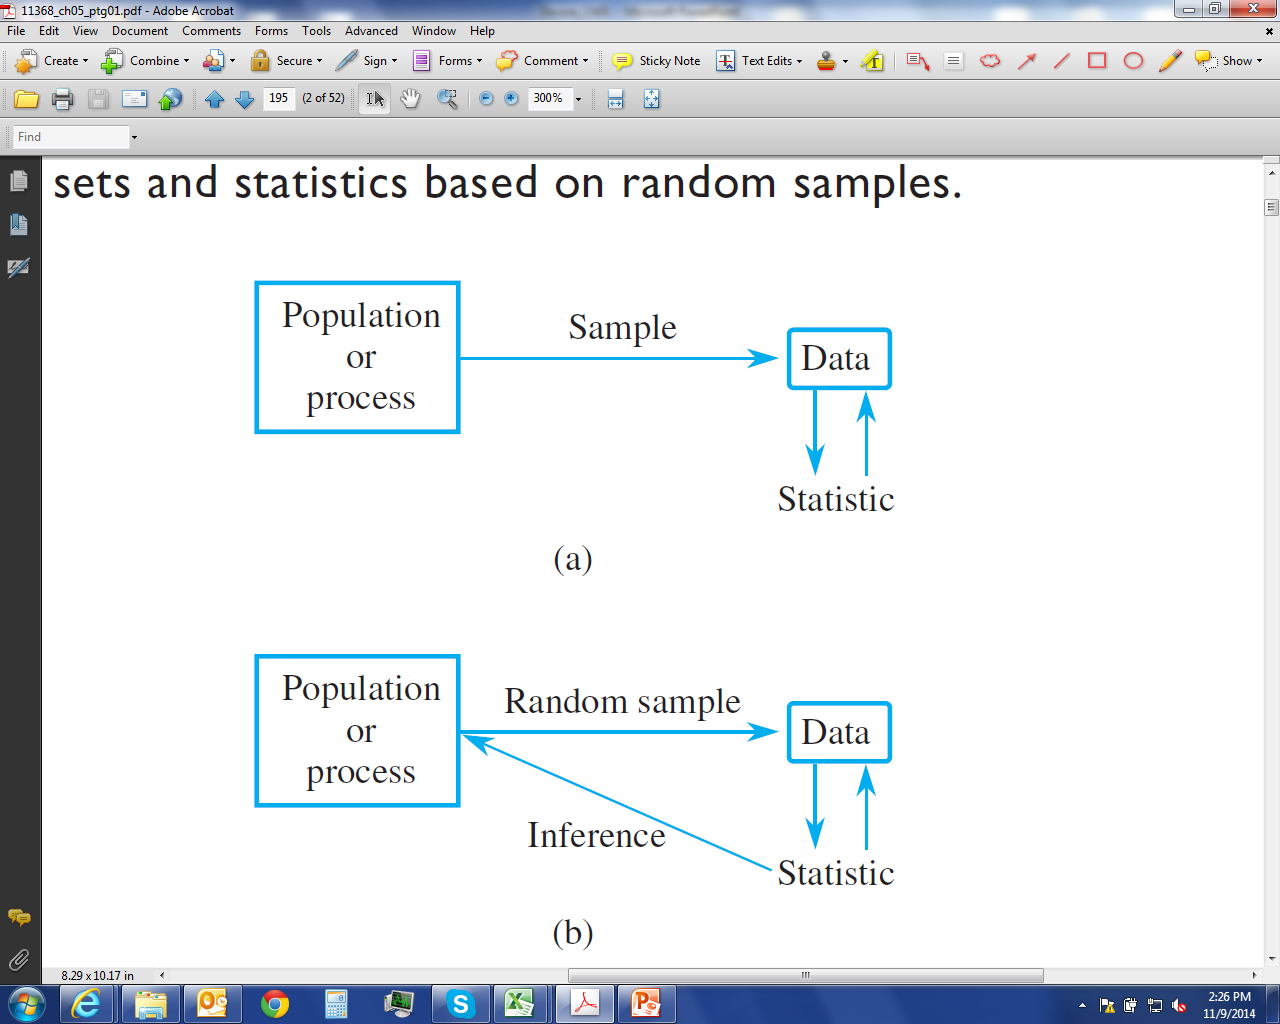 11368_ch05_ptg01.pdf - Adobe Acrobat
File Edit View Document Comments Forms Tools Advanced Window Help
Create Combine Secure Sign Forms Comment Sticky Note Text Edits Show
195 (2 of 52) 300%
Find
sets and statistics based on random samples.
Population
or
process
Sample
Data
Statistic
(a)
Population
or
process
Random sample
Data
Inference
Statistic
(b)
8.29 x 10.17 in
2:26 PM
11/9/2014